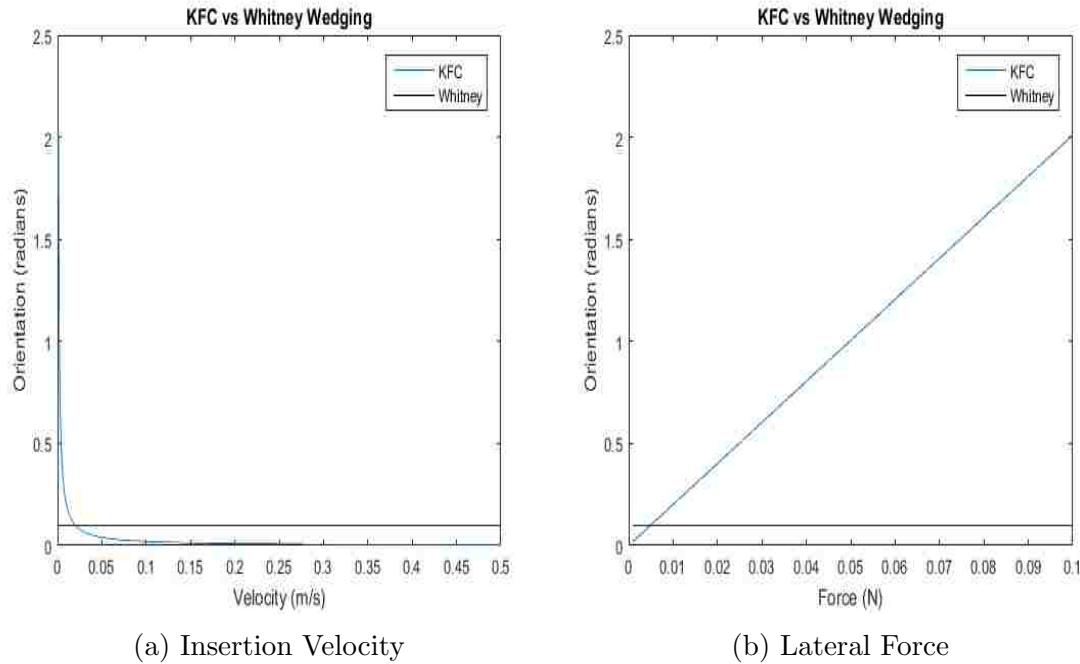 KFC vs Whitney Wedging
2.5
2
1.5
1
0.5
0
Orientation (radians)
KFC
Whitney
0 0.05 0.1 0.15 0.2 0.25 0.3 0.35 0.4 0.45 0.5
Velocity (m/s)
(a) Insertion Velocity
KFC vs Whitney Wedging
2.5
2
1.5
1
0.5
0
Orientation (radians)
KFC
Whitney
0 0.01 0.02 0.03 0.04 0.05 0.06 0.07 0.08 0.09 0.1
Force (N)
(b) Lateral Force